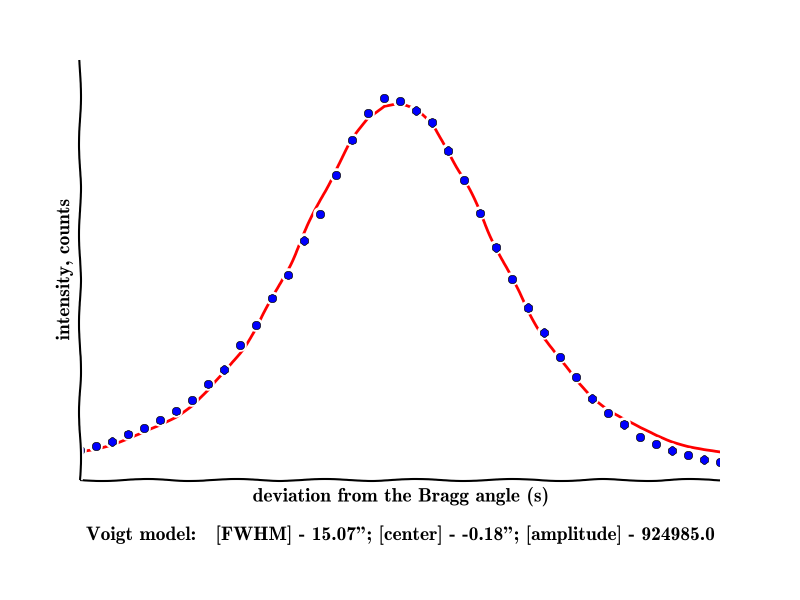 intensity, counts
deviation from the Bragg angle (s)
Voigt model: [FWHM] - 15.07”; [center] - -0.18”; [amplitude] - 924985.0